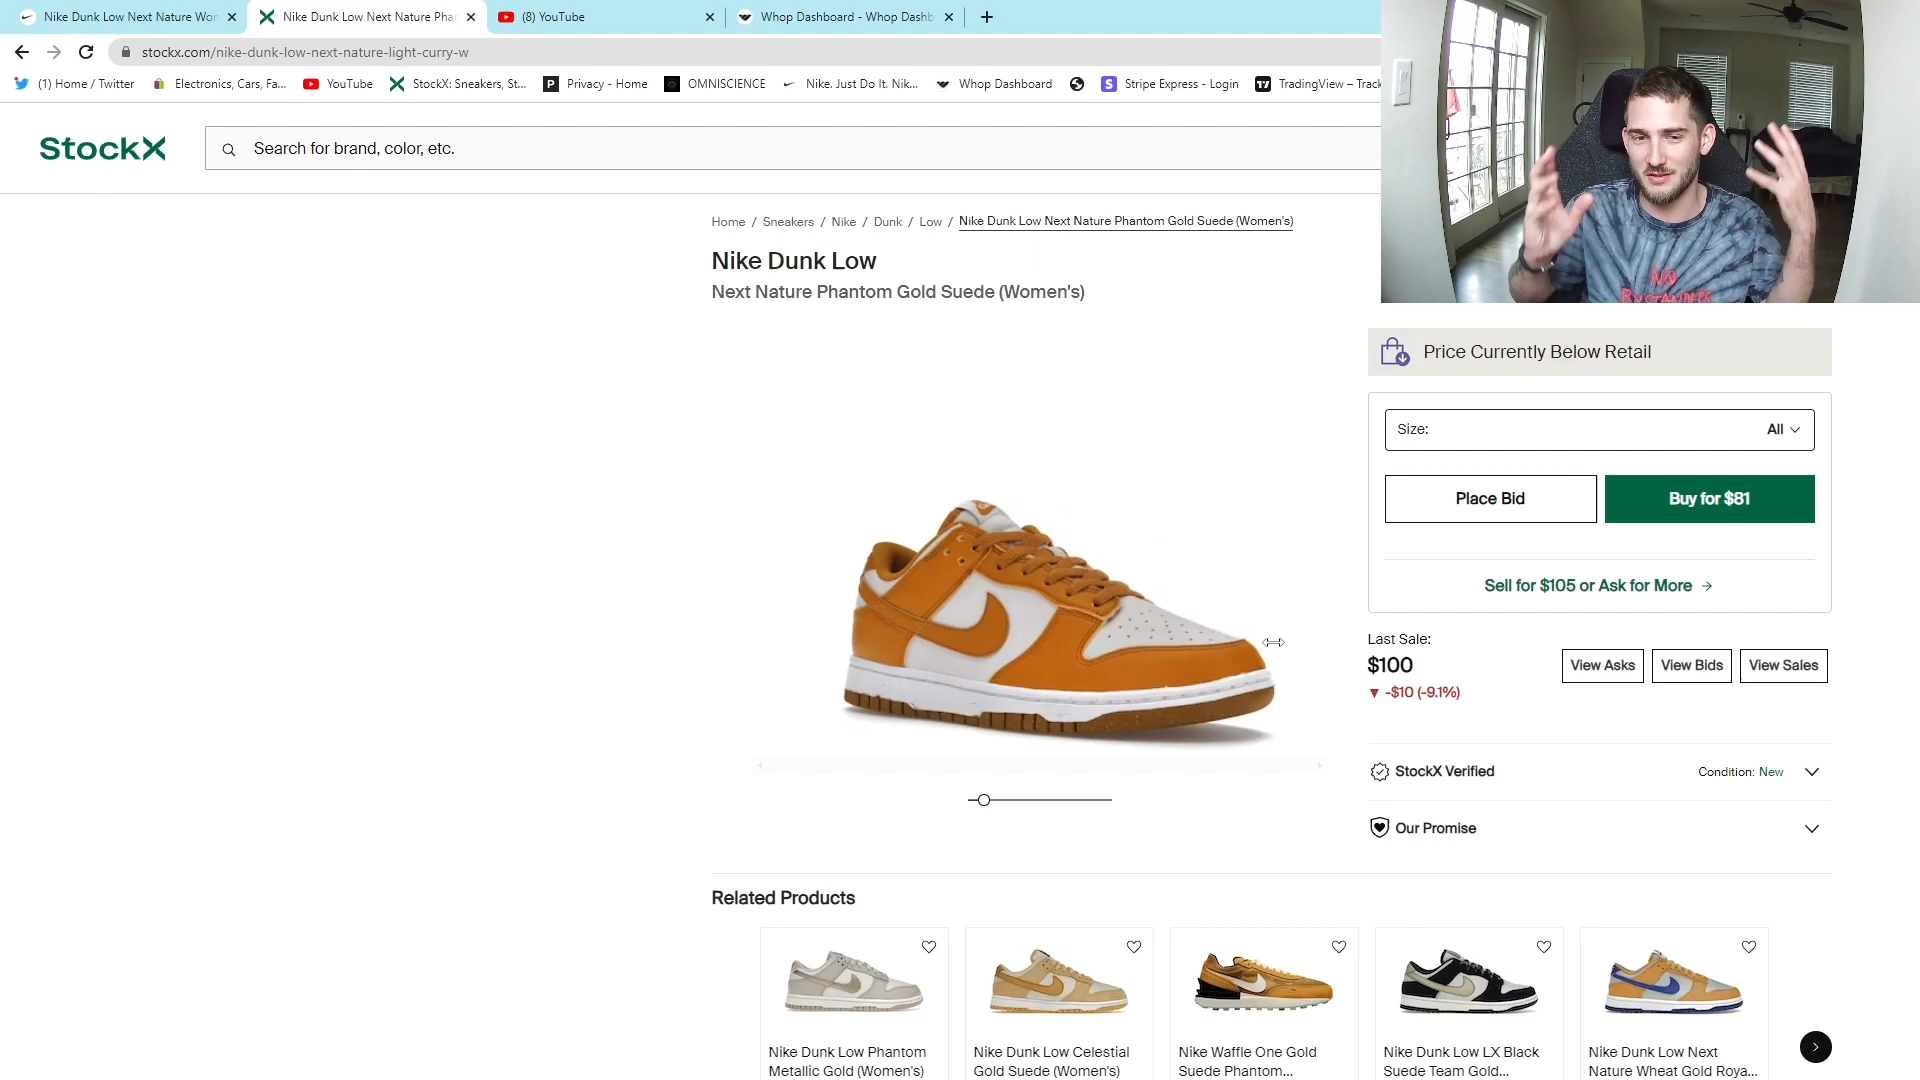 Nike Dunk Low Next Nature Won
Nike Dunk Low Next Nature Phan
(8) YouTube
Whop Dashboard - Whop Dashb
stockx.com/nike-dunk-low-next-nature-light-curry-w
(1) Home / Twitter
Electronics, Cars, Fa...
YouTube
StockX: Sneakers, St...
Privacy - Home
OMNISCIENCE
Nike. Just Do It. Nik...
Whop Dashboard
Stripe Express - Login
TradingView – Track
StockX
Search for brand, color, etc.
NO
BYSTANDERS
Home / Sneakers / Nike / Dunk / Low / Nike Dunk Low Next Nature Phantom Gold Suede (Women's)
Nike Dunk Low
Next Nature Phantom Gold Suede (Women's)
Price Currently Below Retail
Size:
All
Place Bid
Buy for $81
Sell for $105 or Ask for More
Last Sale:
$100
▼ -$10 (-9.1%)
View Asks
View Bids
View Sales
StockX Verified
Condition: New
Our Promise
Related Products
Nike Dunk Low Phantom
Metallic Gold (Women's)
Nike Dunk Low Celestial
Gold Suede (Women's)
Nike Waffle One Gold
Suede Phantom...
Nike Dunk Low LX Black
Suede Team Gold...
Nike Dunk Low Next
Nature Wheat Gold Roya...